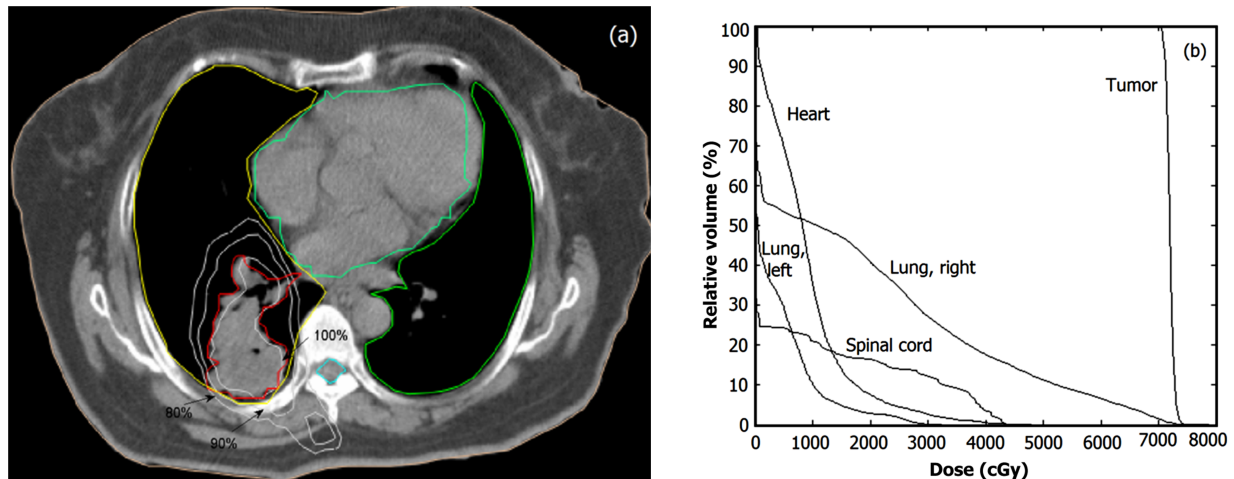 (a)
100%
80%
90%
(b)
Relative volume (%)
100
90
80
70
60
50
40
30
20
10
0
Heart
Tumor
Lung,
left
Lung, right
Spinal cord
0 1000 2000 3000 4000 5000 6000 7000 8000
Dose (cGy)